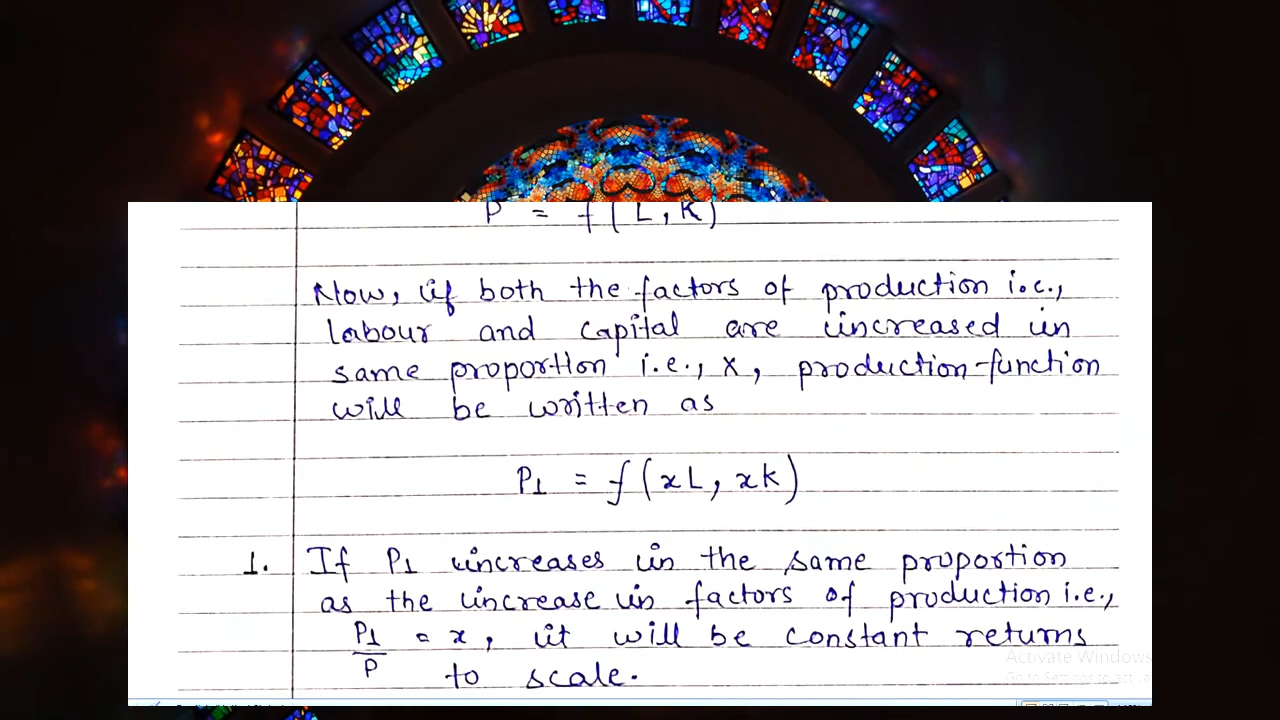 P = f(L, K)
Now, if both the factors of production i.e.,
labour and capital are increased in
same proportion i.e., x, production-function
will be written as
P1 = f(xL, xk)
1. If P1 increases in the same proportion
as the increase in factors of production i.e.,
P1/P = x, it will be constant returns
to scale.
Activate Windows